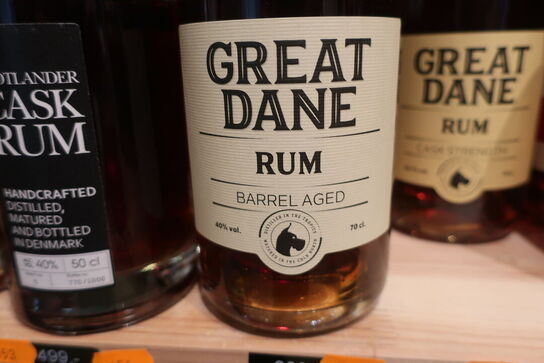 OTLANDER
CASK
RUM
HANDCRAFTED
DISTILLED,
MATURED
AND BOTTLED
IN DENMARK
40%
50 cl
GREAT
DANE
RUM
BARREL AGED
40% vol.
70 cl.
DISTILLED IN THE TROPICS
MATURED IN THE COLD NORTH
GREAT
DANE
RUM
CASK STRENGTH
499,-